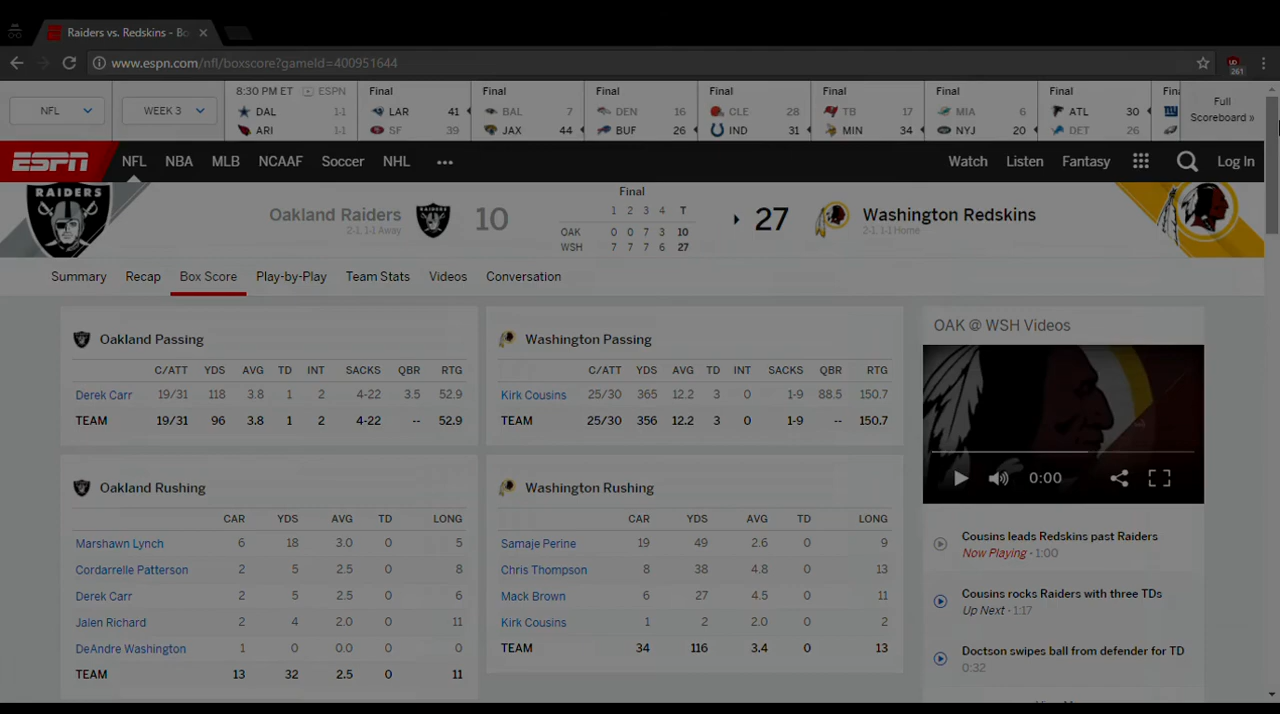 Raiders vs. Redskins - Bo
www.espn.com/nfl/boxscore?gameId=400951644
261
NFL
WEEK 3
8:30 PM ET ESPN
DAL 1-1
ARI 1-1
Final
LAR 41
SF 39
Final
BAL 7
JAX 44
Final
DEN 16
BUF 26
Final
CLE 28
IND 31
Final
TB 17
MIN 34
Final
MIA 6
NYJ 20
Final
ATL 30
DET 26
Full
Scoreboard »
ESPN NFL NBA MLB NCAAF Soccer NHL ••• Watch Listen Fantasy Log In
RAIDERS
Oakland Raiders
2-1, 1-1 Away
10
Final
1 2 3 4 T
OAK 0 0 7 3 10
WSH 7 7 7 6 27
27
Washington Redskins
2-1, 1-1 Home
Summary Recap Box Score Play-by-Play Team Stats Videos Conversation
Oakland Passing
C/ATT YDS AVG TD INT SACKS QBR RTG
Derek Carr 19/31 118 3.8 1 2 4-22 3.5 52.9
TEAM 19/31 96 3.8 1 2 4-22 -- 52.9
Washington Passing
C/ATT YDS AVG TD INT SACKS QBR RTG
Kirk Cousins 25/30 365 12.2 3 0 1-9 88.5 150.7
TEAM 25/30 356 12.2 3 0 1-9 -- 150.7
Oakland Rushing
CAR YDS AVG TD LONG
Marshawn Lynch 6 18 3.0 0 5
Cordarrelle Patterson 2 5 2.5 0 8
Derek Carr 2 5 2.5 0 6
Jalen Richard 2 4 2.0 0 11
DeAndre Washington 1 0 0.0 0 0
TEAM 13 32 2.5 0 11
Washington Rushing
CAR YDS AVG TD LONG
Samaje Perine 19 49 2.6 0 9
Chris Thompson 8 38 4.8 0 13
Mack Brown 6 27 4.5 0 11
Kirk Cousins 1 2 2.0 0 2
TEAM 34 116 3.4 0 13
OAK @ WSH Videos
0:00
Cousins leads Redskins past Raiders
Now Playing - 1:00
Cousins rocks Raiders with three TDs
Up Next - 1:17
Doctson swipes ball from defender for TD
0:32